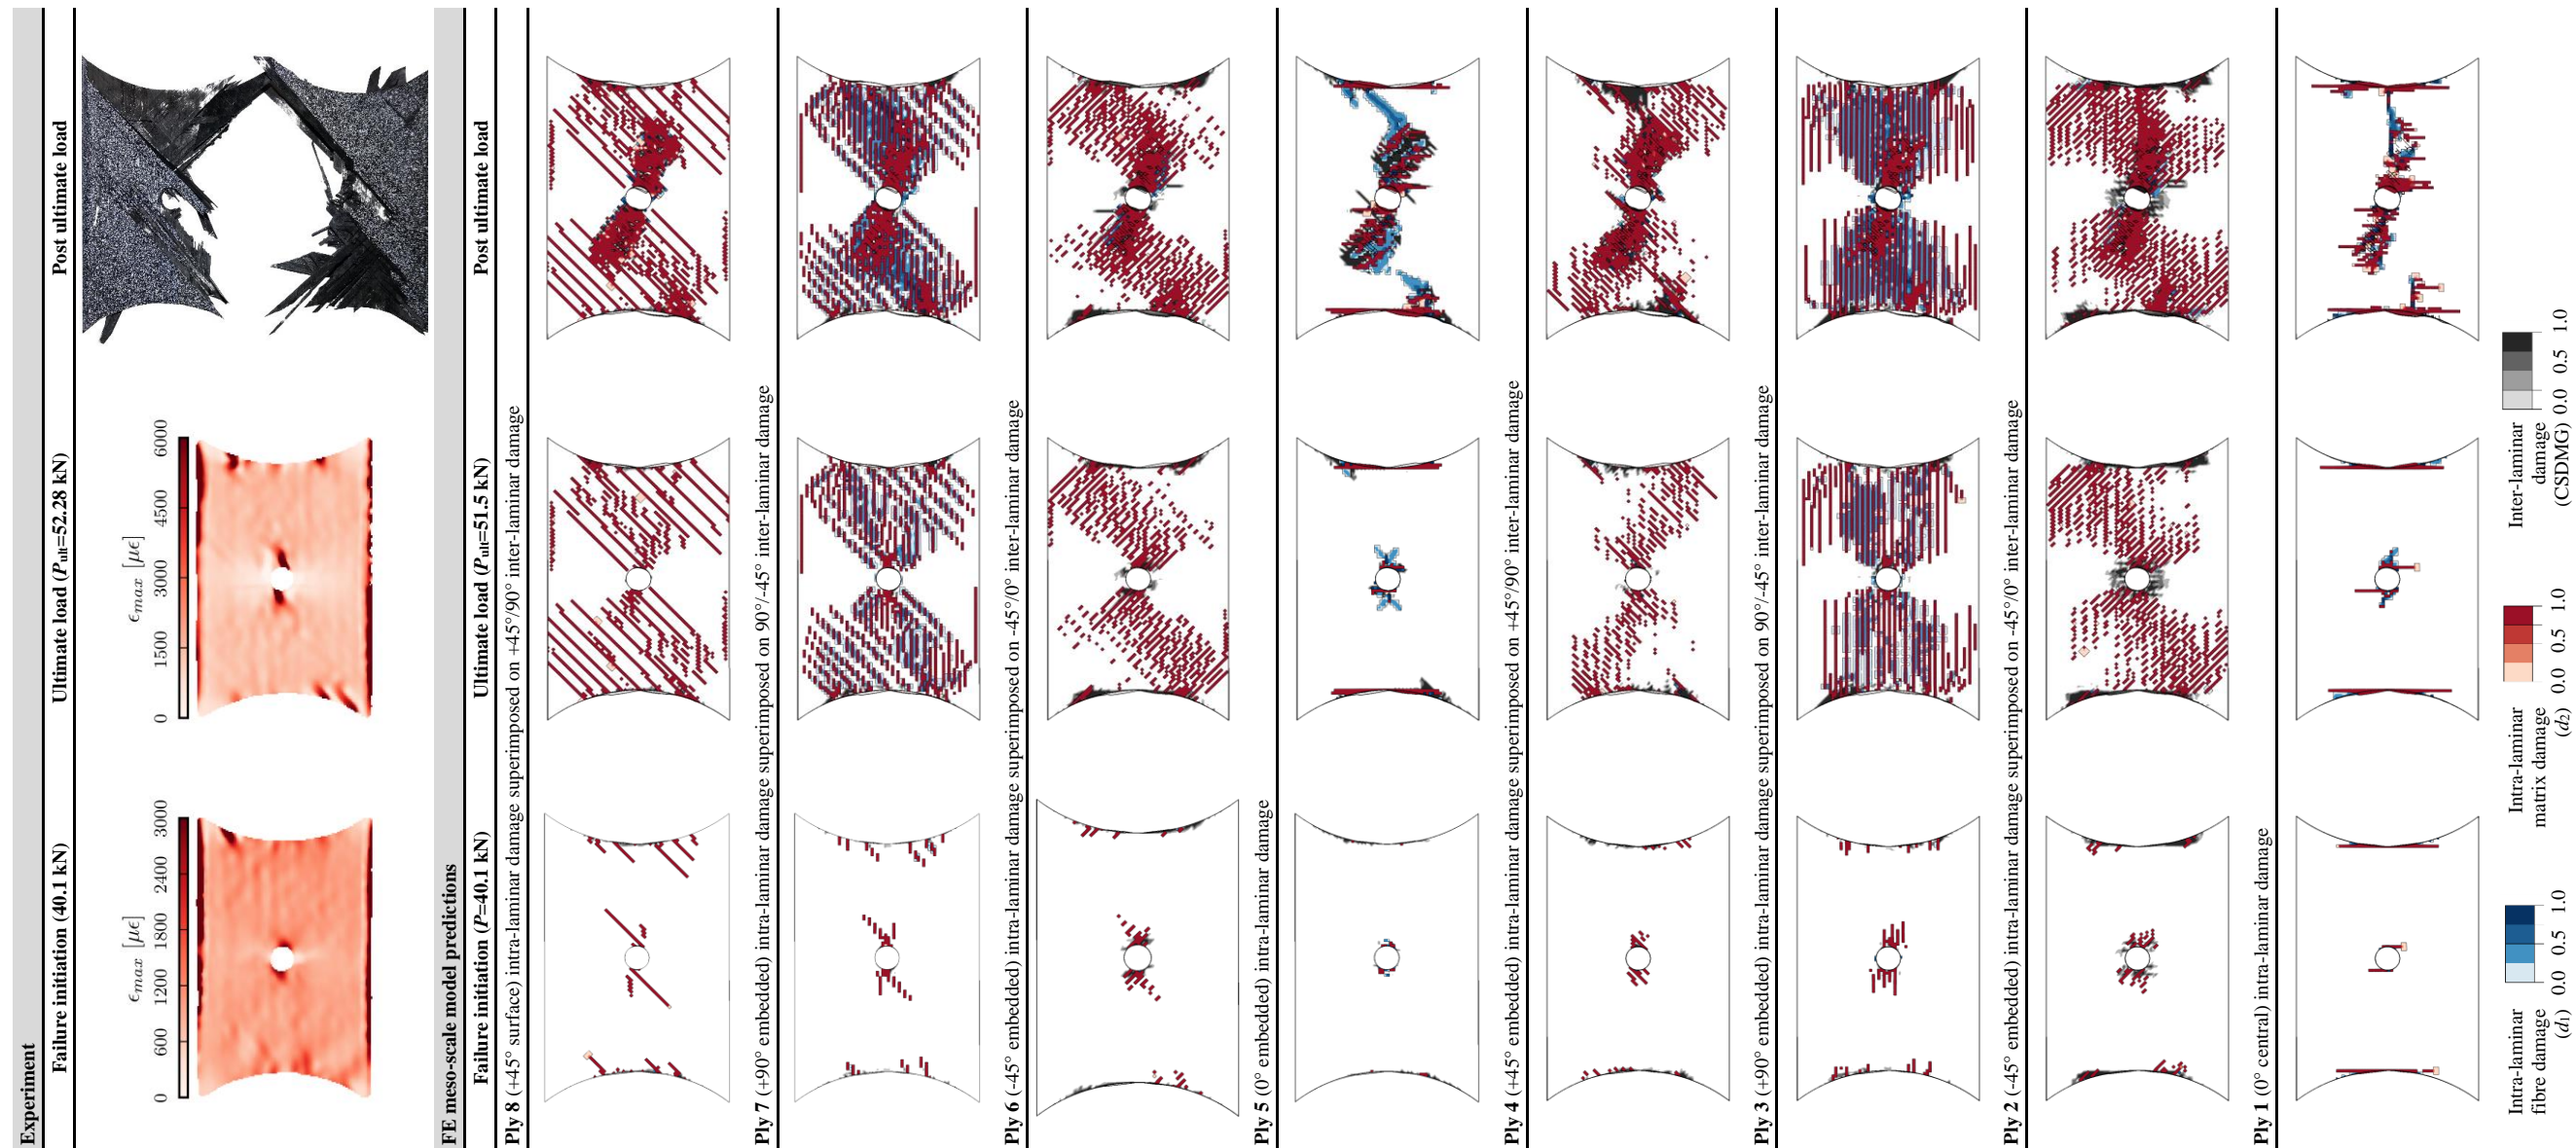 Experiment
Failure initiation (40.1 kN) Ultimate load (Pult=52.28 kN) Post ultimate load
ϵmax [µϵ] ϵmax [µϵ]
0 600 1200 1800 2400 3000 0 1500 3000 4500 6000
FE meso-scale model predictions
Failure initiation (P=40.1 kN) Ultimate load (Pult=51.5 kN) Post ultimate load
Ply 8 (+45° surface) intra-laminar damage superimposed on +45°/90° inter-laminar damage
Ply 7 (+90° embedded) intra-laminar damage superimposed on 90°/-45° inter-laminar damage
Ply 6 (-45° embedded) intra-laminar damage superimposed on -45°/0° inter-laminar damage
Ply 5 (0° embedded) intra-laminar damage
Ply 4 (+45° embedded) intra-laminar damage superimposed on +45°/90° inter-laminar damage
Ply 3 (+90° embedded) intra-laminar damage superimposed on 90°/-45° inter-laminar damage
Ply 2 (-45° embedded) intra-laminar damage superimposed on -45°/0° inter-laminar damage
Ply 1 (0° central) intra-laminar damage
Intra-laminar
fibre damage
(d1)
0.0 0.5 1.0
Intra-laminar
matrix damage
(d2)
0.0 0.5 1.0
Inter-laminar
damage
(CSDMG)
0.0 0.5 1.0